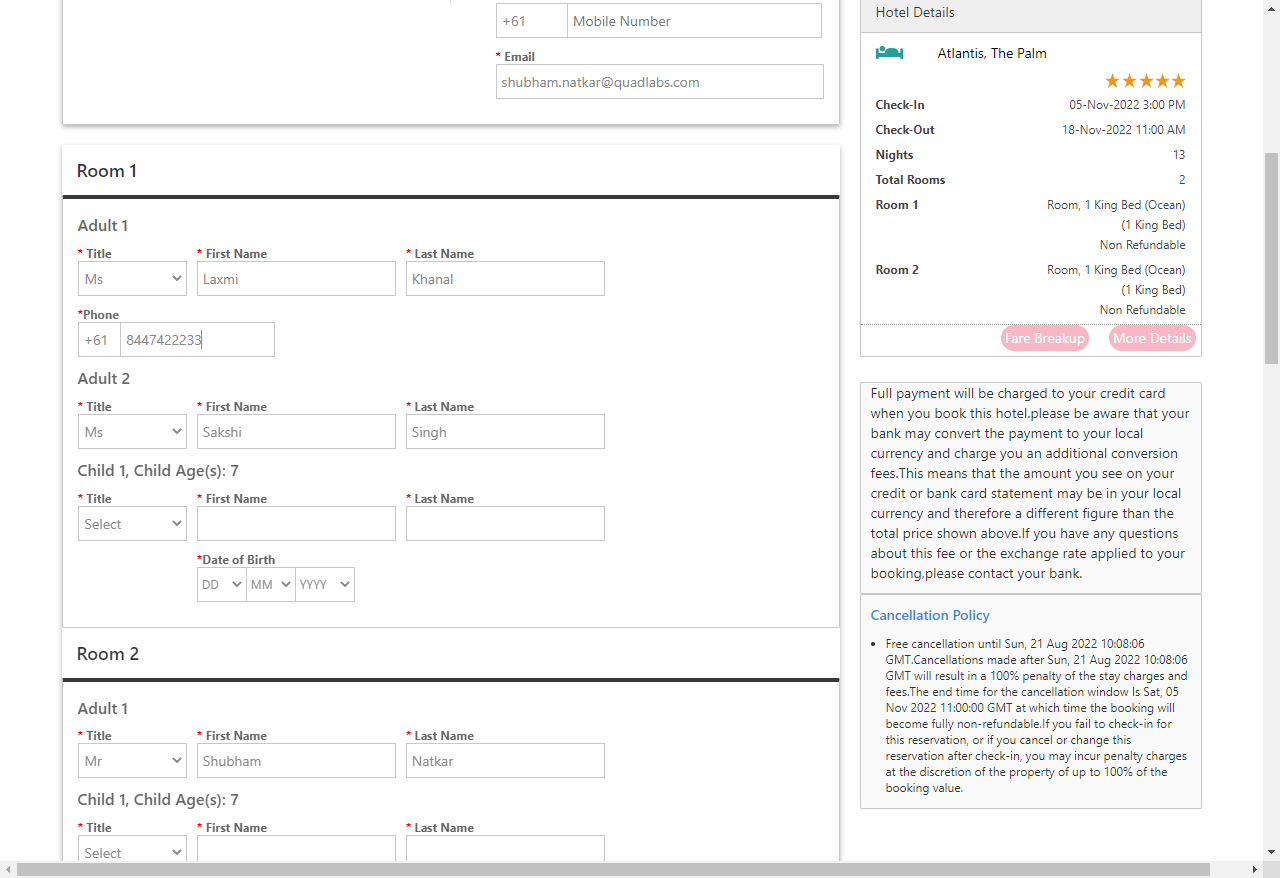 +61 Mobile Number
* Email
shubham.natkar@quadlabs.com
Room 1
Adult 1
* Title * First Name * Last Name
Ms Laxmi Khanal
*Phone
+61 8447422233
Adult 2
* Title * First Name * Last Name
Ms Sakshi Singh
Child 1, Child Age(s): 7
* Title * First Name * Last Name
Select
*Date of Birth
DD MM YYYY
Room 2
Adult 1
* Title * First Name * Last Name
Mr Shubham Natkar
Child 1, Child Age(s): 7
* Title * First Name * Last Name
Select
Hotel Details
Atlantis, The Palm
Check-In 05-Nov-2022 3:00 PM
Check-Out 18-Nov-2022 11:00 AM
Nights 13
Total Rooms 2
Room 1 Room, 1 King Bed (Ocean)
(1 King Bed)
Non Refundable
Room 2 Room, 1 King Bed (Ocean)
(1 King Bed)
Non Refundable
Fare Breakup More Details
Full payment will be charged to your credit card
when you book this hotel.please be aware that your
bank may convert the payment to your local
currency and charge you an additional conversion
fees.This means that the amount you see on your
credit or bank card statement may be in your local
currency and therefore a different figure than the
total price shown above.If you have any questions
about this fee or the exchange rate applied to your
booking,please contact your bank.
Cancellation Policy
• Free cancellation until Sun, 21 Aug 2022 10:08:06
GMT.Cancellations made after Sun, 21 Aug 2022 10:08:06
GMT will result in a 100% penalty of the stay charges and
fees.The end time for the cancellation window Is Sat, 05
Nov 2022 11:00:00 GMT at which time the booking will
become fully non-refundable.If you fail to check-in for
this reservation, or if you cancel or change this
reservation after check-in, you may incur penalty charges
at the discretion of the property of up to 100% of the
booking value.